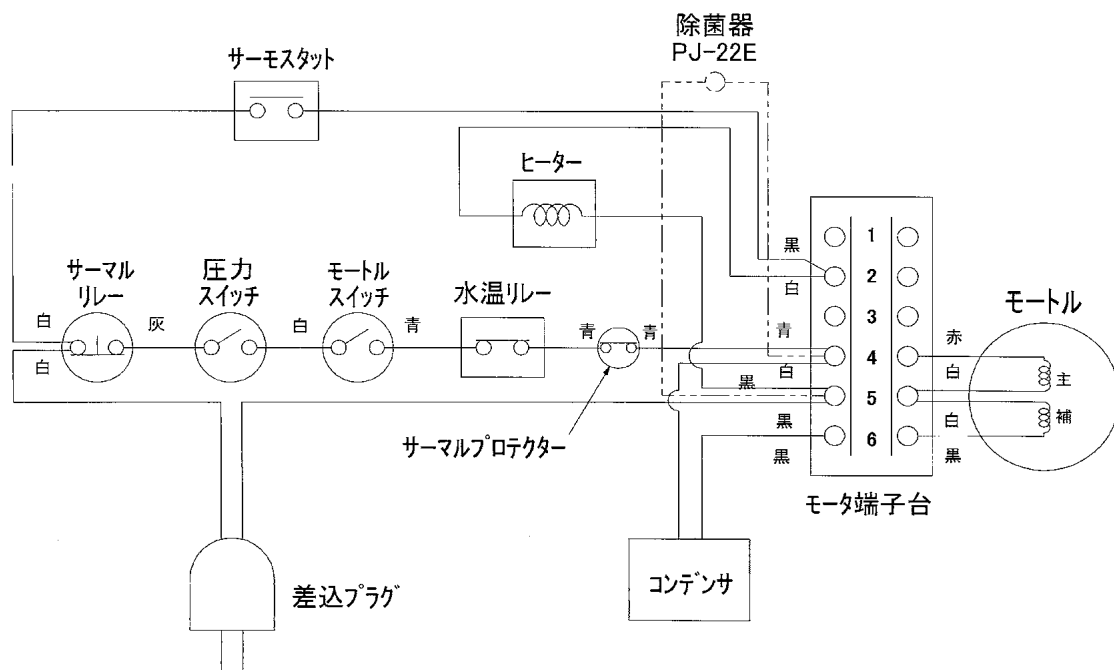 除菌器
PJ-22E
サーモスタット
ヒーター
サーマル
リレー
圧力
スイッチ
モートル
スイッチ
水温リレー
モートル
白
灰
白
青
青
青
白
サーマルプロテクター
黒
白
青
白
黒
黒
黒
1
2
3
4
5
6
赤
白
白
黒
主
補
モータ端子台
差込プラグ
コンデンサ